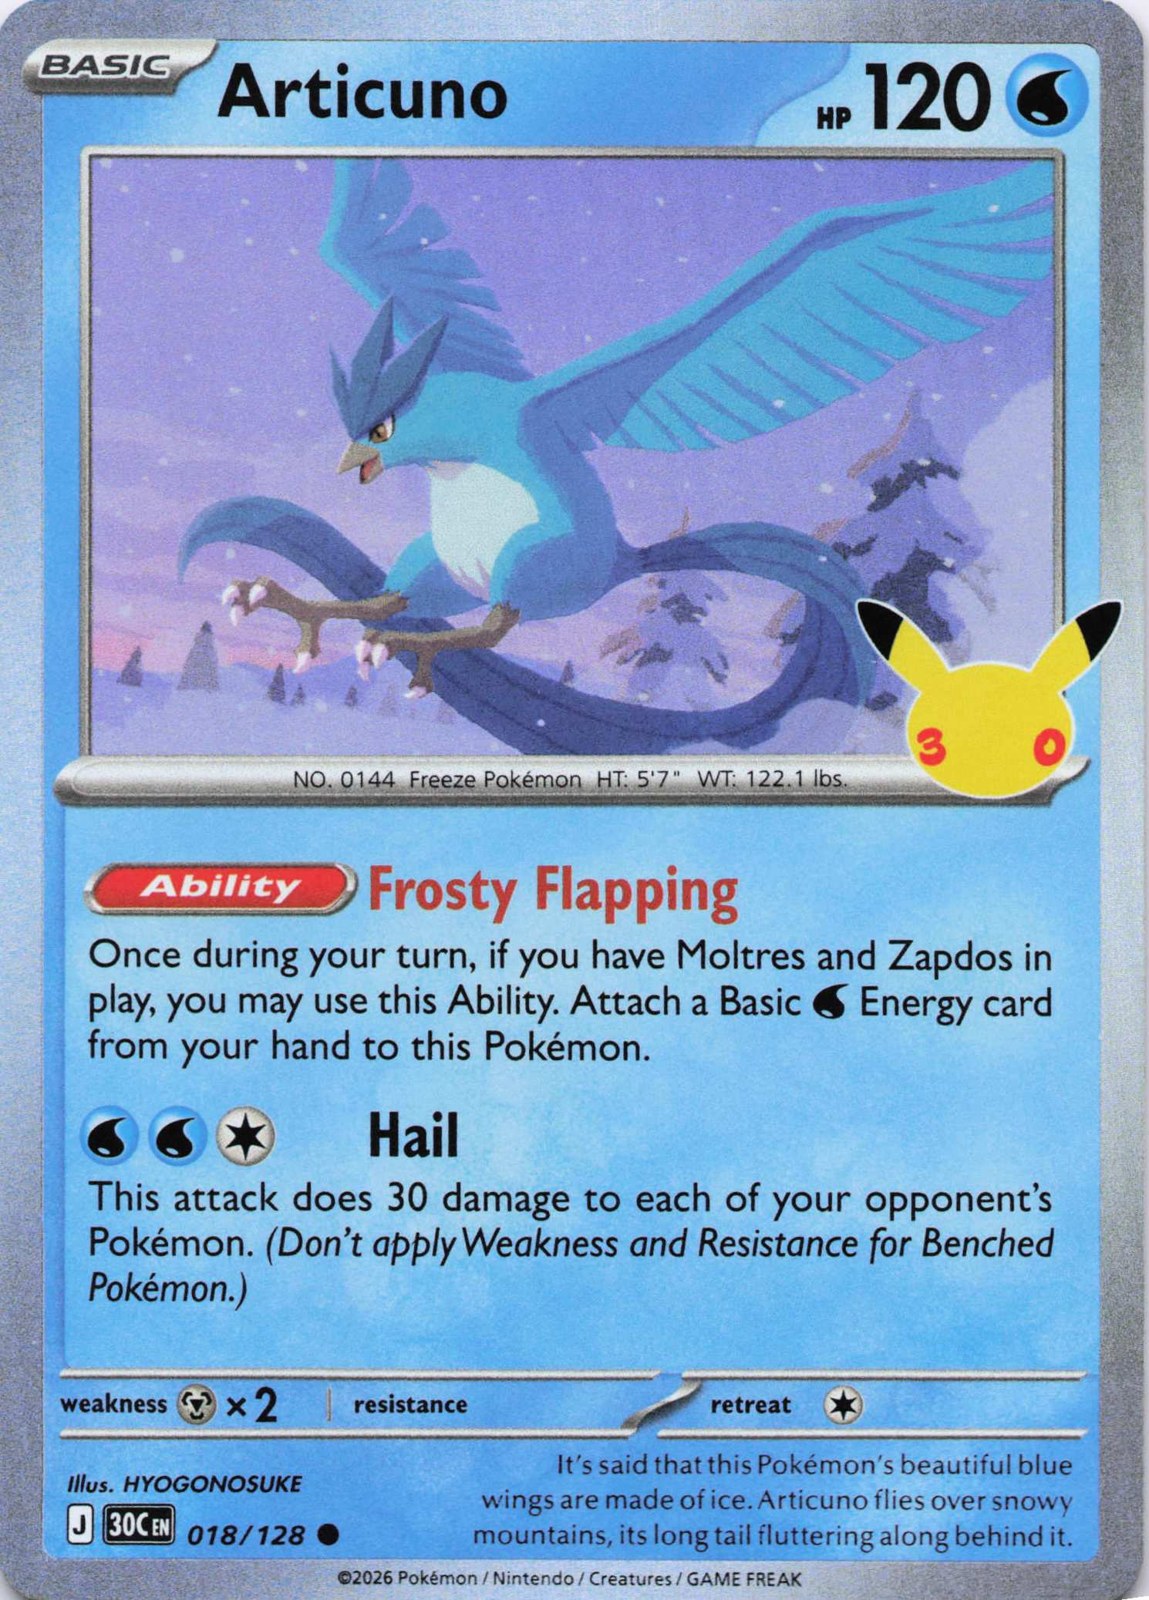 BASIC
Articuno
HP 120
30
NO. 0144 Freeze Pokémon HT: 5'7" WT: 122.1 lbs.
Ability Frosty Flapping
Once during your turn, if you have Moltres and Zapdos in
play, you may use this Ability. Attach a Basic Energy card
from your hand to this Pokémon.
Hail
This attack does 30 damage to each of your opponent's
Pokémon. (Don't apply Weakness and Resistance for Benched
Pokémon.)
weakness ×2 resistance retreat
Illus. HYOGONOSUKE
J 30C EN 018/128
It's said that this Pokémon's beautiful blue
wings are made of ice. Articuno flies over snowy
mountains, its long tail fluttering along behind it.
©2026 Pokémon / Nintendo / Creatures / GAME FREAK